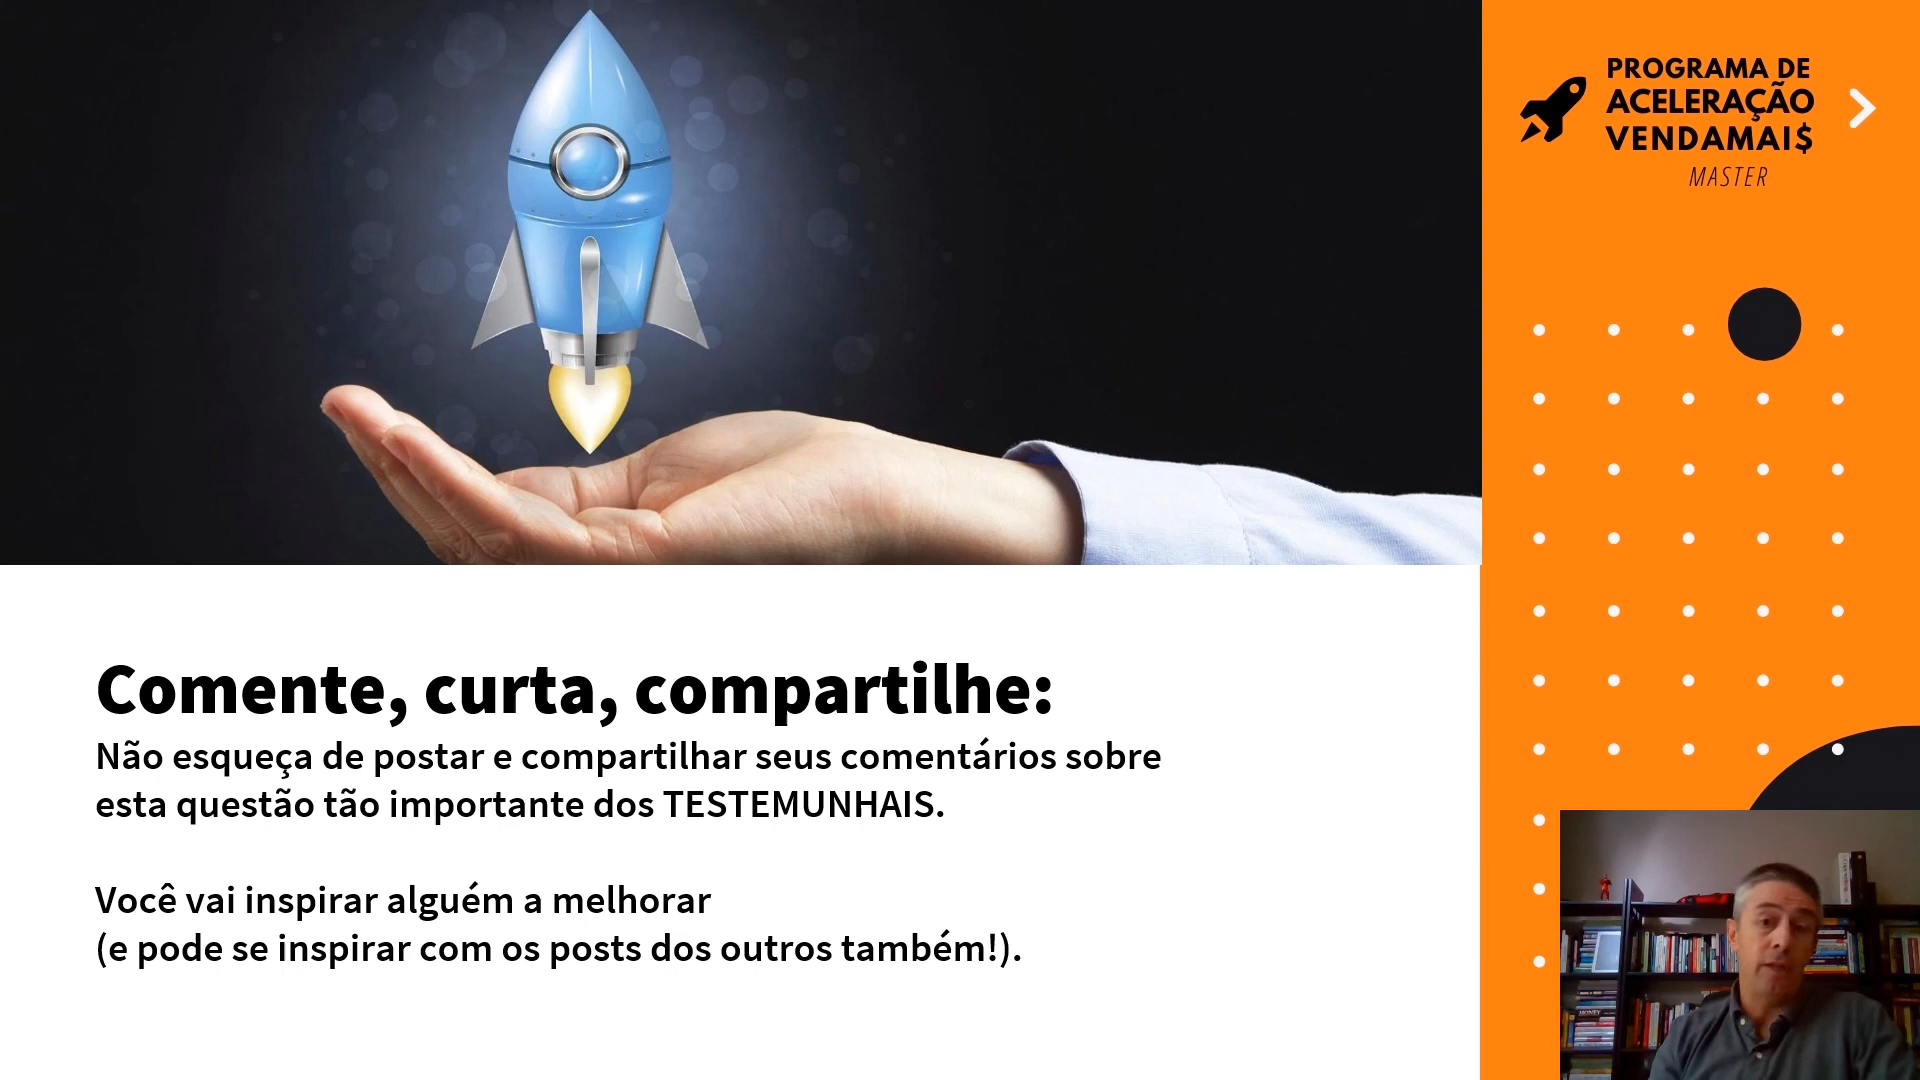 PROGRAMA DE
ACELERAÇÃO
VENDAMAI$
MASTER
Comente, curta, compartilhe:
Não esqueça de postar e compartilhar seus comentários sobre
esta questão tão importante dos TESTEMUNHAIS.
Você vai inspirar alguém a melhorar
(e pode se inspirar com os posts dos outros também!).
MONEY